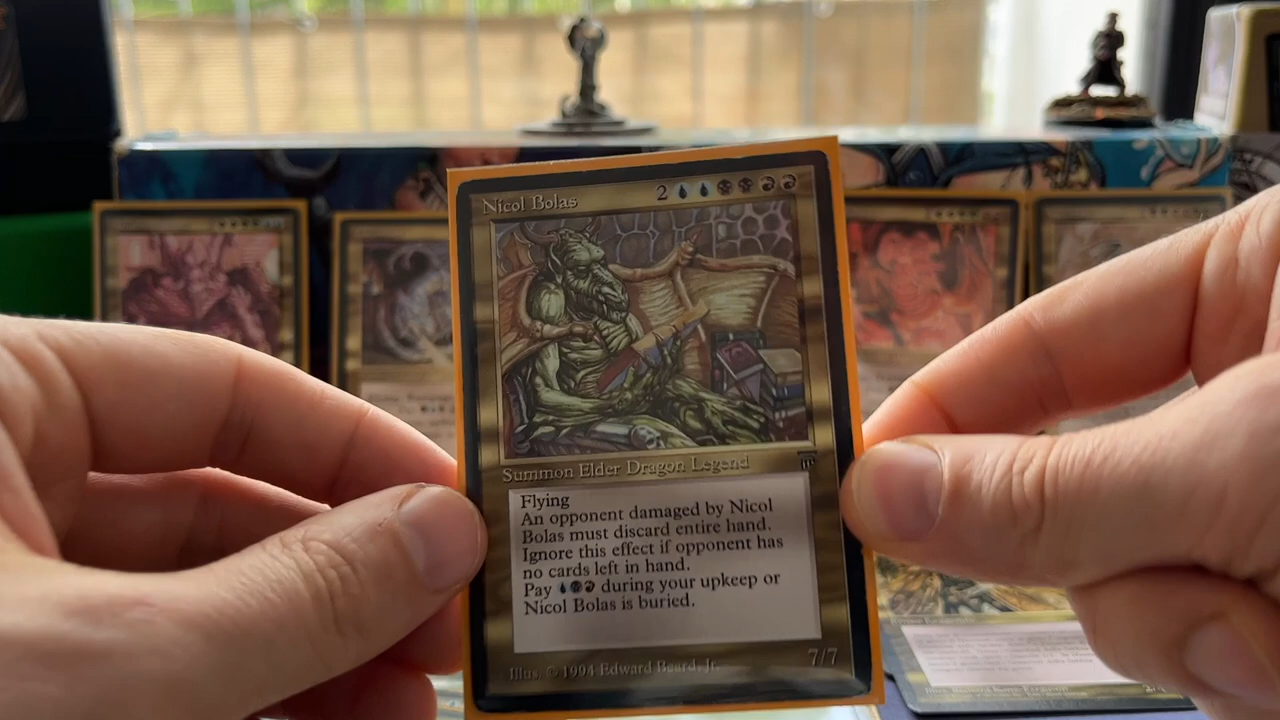 Nicol Bolas 2
Summon Elder Dragon Legend
Flying
An opponent damaged by Nicol
Bolas must discard entire hand.
Ignore this effect if opponent has
no cards left in hand.
Pay during your upkeep or
Nicol Bolas is buried.
Illus. © 1994 Edward Beard, Jr.
7/7